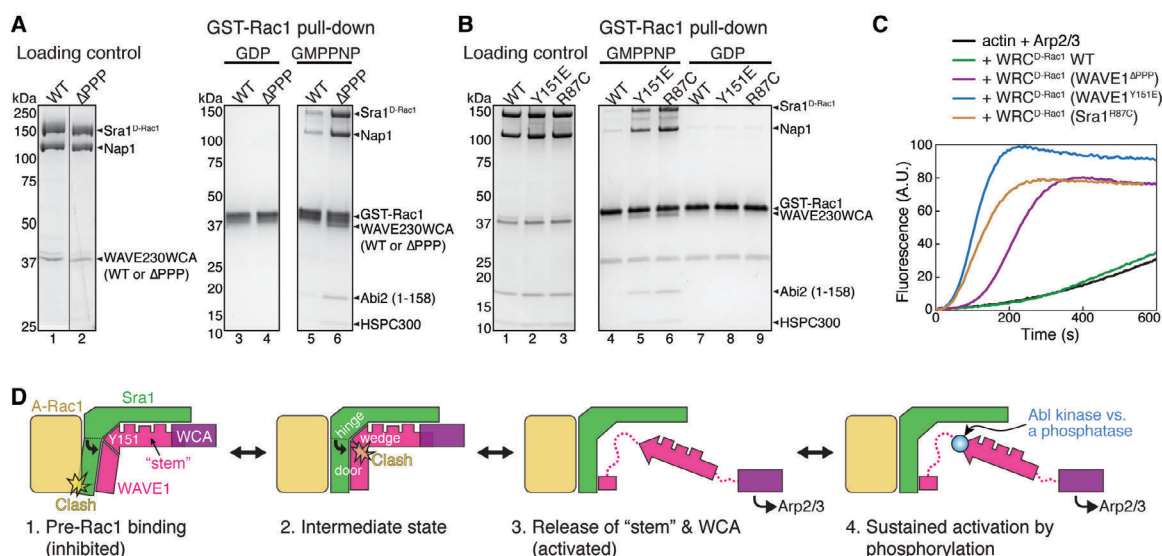 A
GST-Rac1 pull-down
Loading control
GDP
GMPPNP
WT
ΔPPP
WT
ΔPPP
WT
ΔPPP
kDa
250
150
100
75
50
37
25
Sra1D-Rac1
Nap1
WAVE230WCA
(WT or ΔPPP)
1
2
kDa
150
100
75
50
37
25
20
15
10
GST-Rac1
WAVE230WCA
(WT or ΔPPP)
Sra1D-Rac1
Nap1
Abi2 (1-158)
HSPC300
3
4
5
6
B
GST-Rac1 pull-down
Loading control
GMPPNP
GDP
WT
Y151E
R87C
WT
Y151E
R87C
WT
Y151E
R87C
kDa
150
100
75
50
37
25
20
15
10
Sra1D-Rac1
Nap1
GST-Rac1
WAVE230WCA
Abi2 (1-158)
HSPC300
1
2
3
4
5
6
7
8
9
C
actin + Arp2/3
+ WRCD-Rac1 WT
+ WRCD-Rac1 (WAVE1ΔPPP)
+ WRCD-Rac1 (WAVE1Y151E)
+ WRCD-Rac1 (Sra1R87C)
Fluorescence (A.U.)
100
80
60
40
20
0
0
200
400
600
Time (s)
D
A-Rac1
Sra1
Y151
WCA
"stem"
WAVE1
Clash
1. Pre-Rac1 binding
(inhibited)
hinge
wedge
door
Clash
2. Intermediate state
Arp2/3
3. Release of "stem" & WCA
(activated)
Abl kinase vs.
a phosphatase
Arp2/3
4. Sustained activation by
phosphorylation